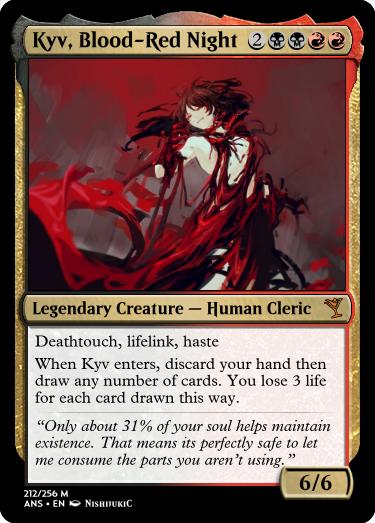 Kyv, Blood-Red Night 2
Legendary Creature — Human Cleric
Deathtouch, lifelink, haste
When Kyv enters, discard your hand then
draw any number of cards. You lose 3 life
for each card drawn this way.
“Only about 31% of your soul helps maintain
existence. That means its perfectly safe to let
me consume the parts you aren't using.”
6/6
212/256 M
ANS • EN NishijukiC